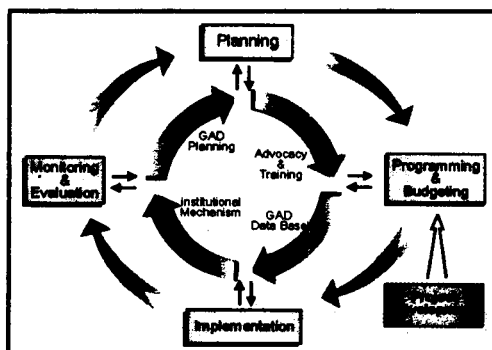 Planning
GAD
Planning
Advocacy
&
Training
Monitoring
&
Evaluation
Programming
&
Budgeting
Institutional
Mechanism
GAD
Data Base
Implementation